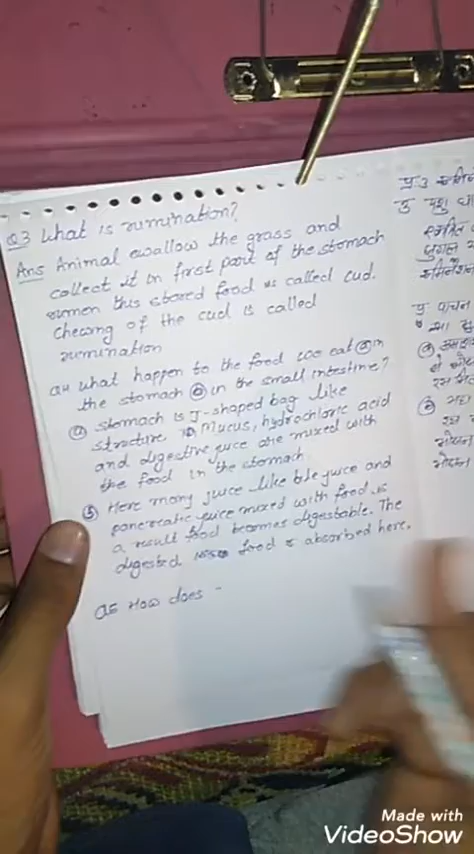 Q3 What is rumination?
Ans Animal swallow the grass and
collect it in first part of the stomach
rumen this stored food is called cud.
Chewing of the cud is called
rumination
Q4 What happen to the food we eat ⓐ in
the stomach ⓑ in the small intestine?
ⓐ stomach is J-shaped bag like
structure. Mucus, hydrochloric acid
and digestive juice are mixed with
the food in the stomach.
ⓑ Here many juice like bile juice and
pancreatic juice mixed with food
a result food becomes digestable. The
digested food is absorbed here.
Q5 How does -
प्र 3
पशु
जुगाल
प्र पाचन
Made with
VideoShow